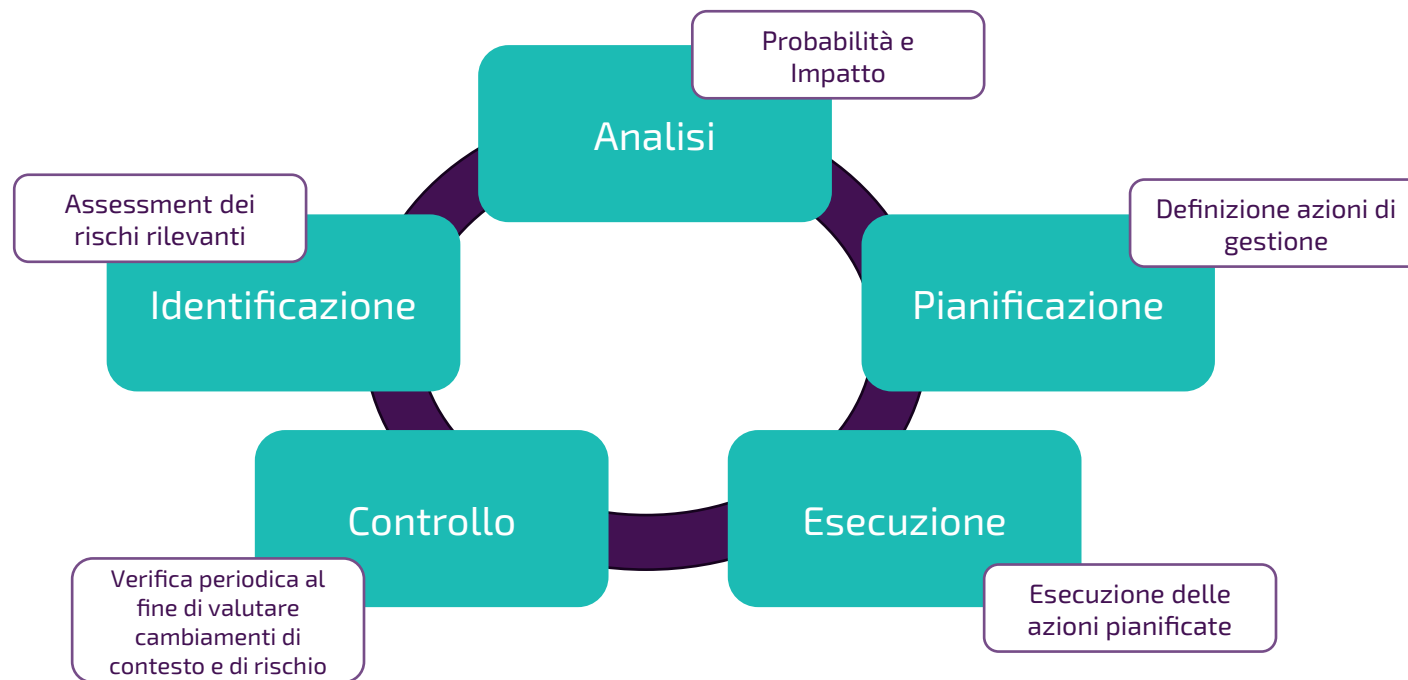 Probabilità e
Impatto
Analisi
Assessment dei
rischi rilevanti
Identificazione
Definizione azioni di
gestione
Pianificazione
Controllo
Verifica periodica al
fine di valutare
cambiamenti di
contesto e di rischio
Esecuzione
Esecuzione delle
azioni pianificate